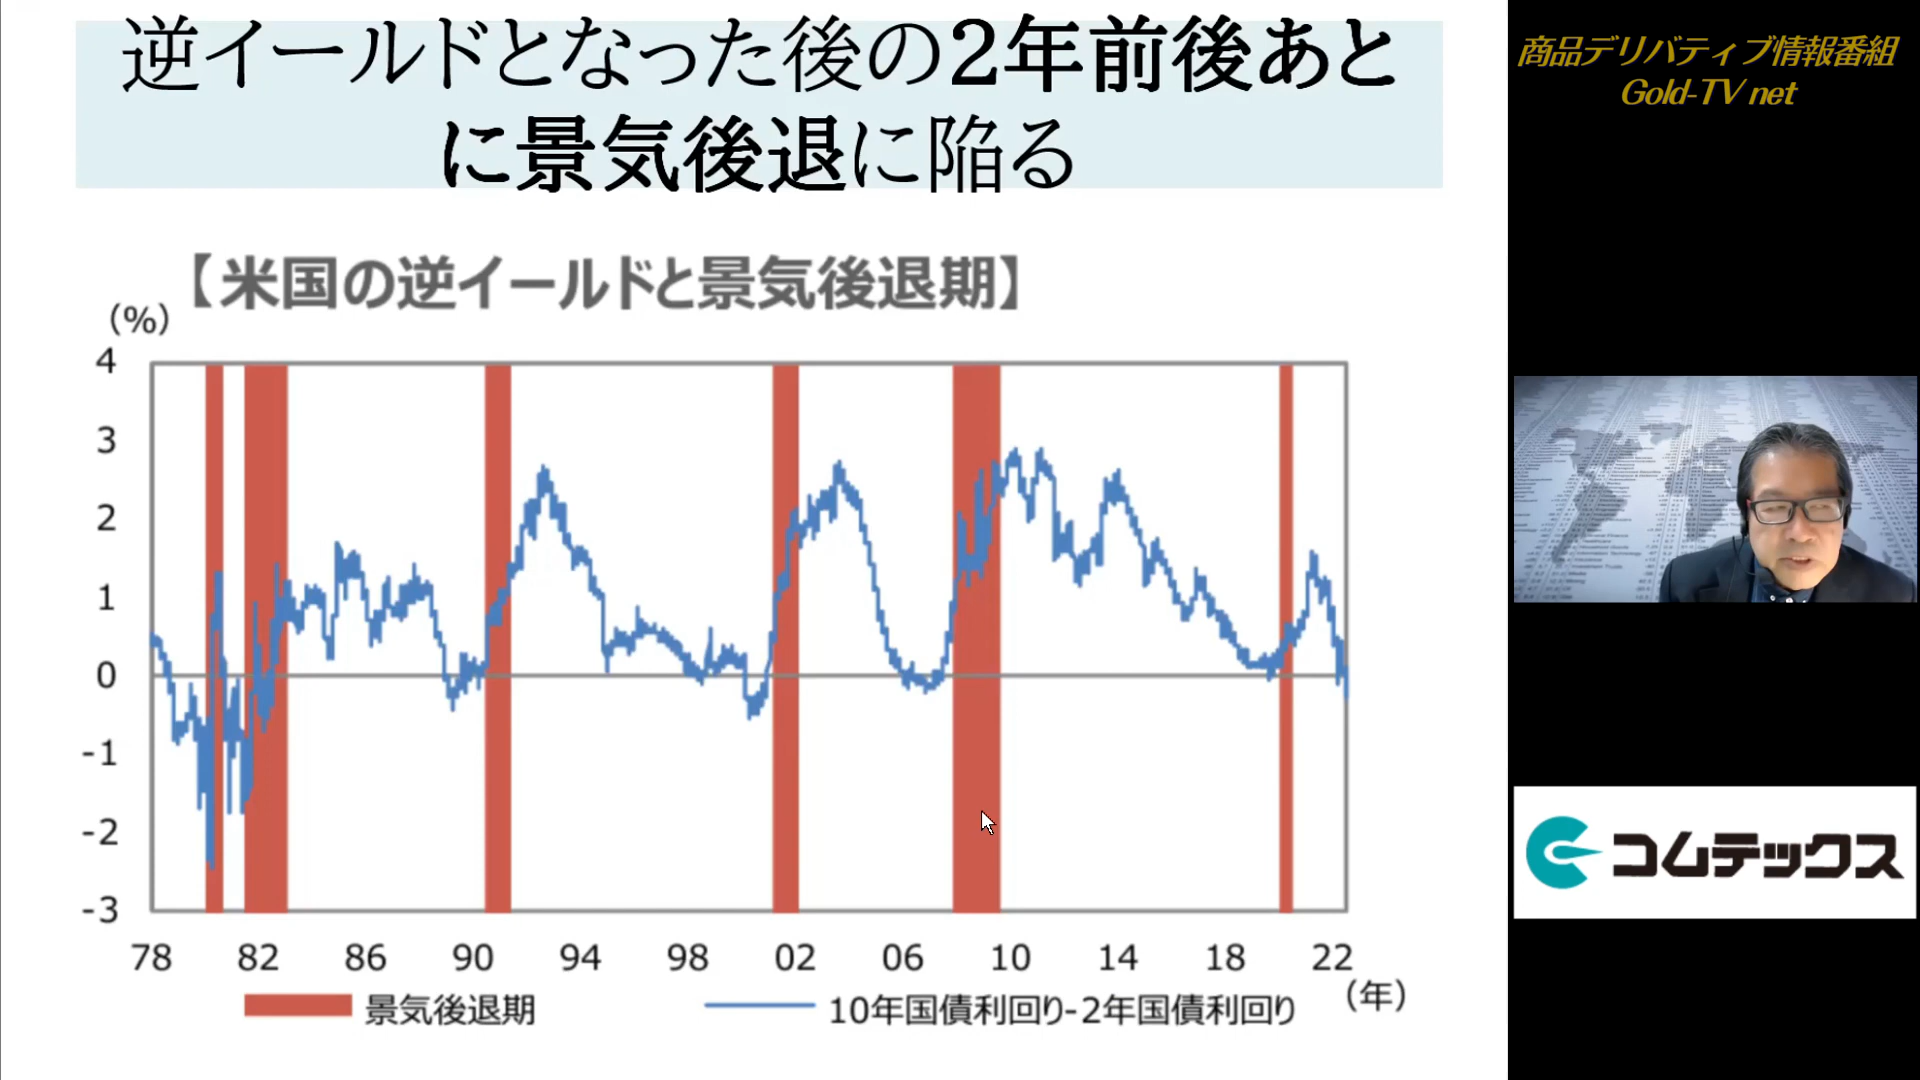 逆イールドとなった後の2年前後あと
に景気後退に陥る
【米国の逆イールドと景気後退期】
(%)
4
3
2
1
0
-1
-2
-3
78 82 86 90 94 98 02 06 10 14 18 22
(年)
景気後退期 10年国債利回り-2年国債利回り
商品デリバティブ情報番組
Gold-TV net
コムテックス